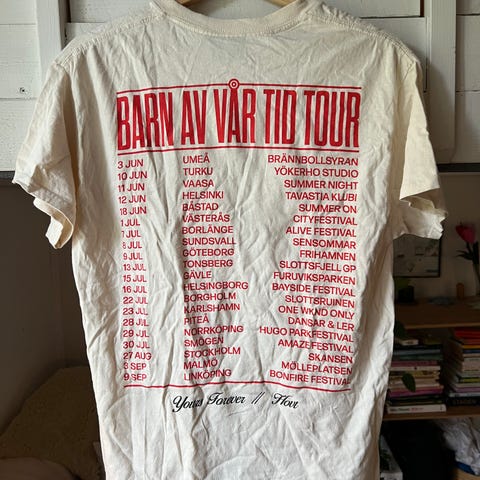 BARN AV VÅR TID TOUR
3 JUN UMEÅ BRÄNNBOLLSYRAN
10 JUN TURKU YÖKERHO STUDIO
11 JUN VAASA SUMMER NIGHT
12 JUN HELSINKI TAVASTIA KLUBI
18 JUN BÅSTAD SUMMER ON
1 JUL VÄSTERÅS CITYFESTIVAL
7 JUL BORLÄNGE ALIVE FESTIVAL
8 JUL SUNDSVALL SENSOMMAR
9 JUL GÖTEBORG FRIHAMNEN
13 JUL TONSBERG SLOTTSFJELL GP
15 JUL GÄVLE FURUVIKSPARKEN
16 JUL HELSINGBORG BAYSIDE FESTIVAL
22 JUL BORGHOLM SLOTTSRUINEN
23 JUL KARLSHAMN ONE WKND ONLY
28 JUL PITEÅ DANSAR & LER
29 JUL NORRKÖPING HUGO PARKFESTIVAL
30 JUL SMÖGEN AMAZE FESTIVAL
27 AUG STOCKHOLM SKANSEN
3 SEP MALMÖ MØLLEPLATSEN
9 SEP LINKÖPING BONFIRE FESTIVAL
Yours Forever // Hovi